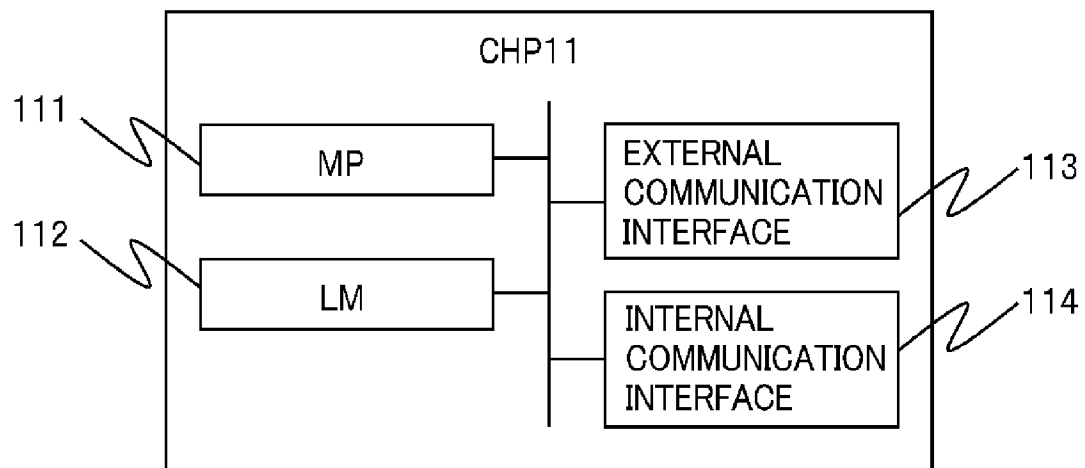 CHP11
111
MP
EXTERNAL
COMMUNICATION
INTERFACE
113
112
LM
INTERNAL
COMMUNICATION
INTERFACE
114